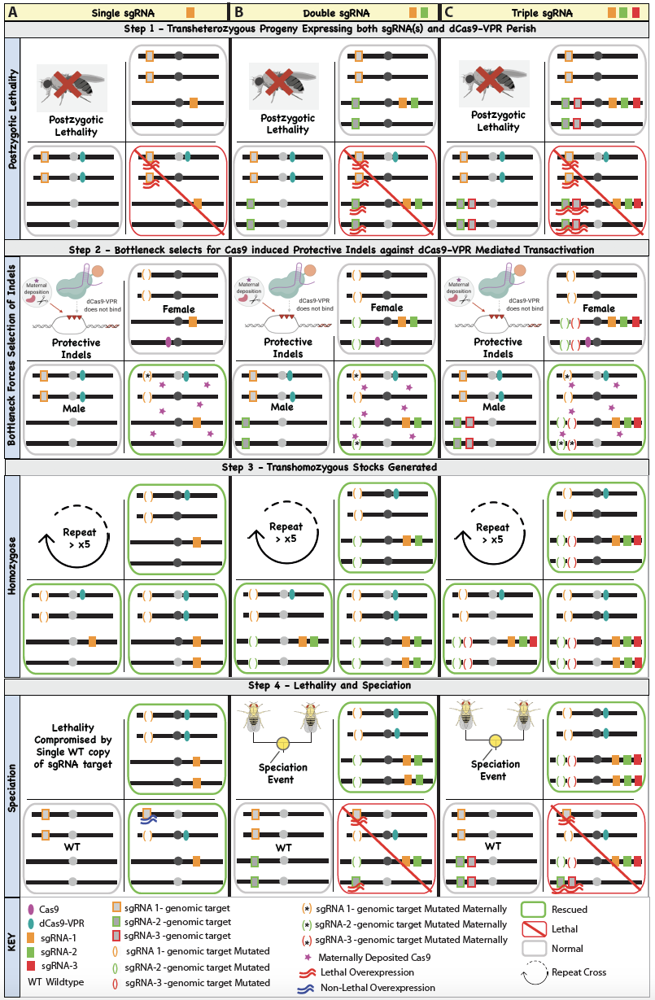 A Single sgRNA
B Double sgRNA
C Triple sgRNA
Step 1 - Transheterozygous Progeny Expressing both sgRNA(s) and dCas9-VPR Perish
Postzygotic Lethality
Postzygotic
Lethality
Postzygotic
Lethality
Postzygotic
Lethality
Step 2 - Bottleneck selects for Cas9 induced Protective Indels against dCas9-VPR Mediated Transactivation
Bottleneck Forces Selection of Indels
Maternal
deposition
dCas9-VPR
does not bind
Protective
Indels
Female
Male
Maternal
deposition
dCas9-VPR
does not bind
Protective
Indels
Female
Male
Maternal
deposition
dCas9-VPR
does not bind
Protective
Indels
Female
Male
Step 3 - Transhomozygous Stocks Generated
Homozygose
Repeat
> x5
Repeat
> x5
Repeat
> x5
Step 4 - Lethality and Speciation
Speciation
Lethality
Compromised by
Single WT copy
of sgRNA target
WT
Speciation
Event
WT
Speciation
Event
WT
KEY
Cas9
dCas9-VPR
sgRNA-1
sgRNA-2
sgRNA-3
WT Wildtype
sgRNA 1- genomic target
sgRNA-2 -genomic target
sgRNA-3 -genomic target
sgRNA 1- genomic target Mutated
sgRNA-2 -genomic target Mutated
sgRNA-3 -genomic target Mutated
sgRNA 1- genomic target Mutated Maternally
sgRNA-2 -genomic target Mutated Maternally
sgRNA-3 -genomic target Mutated Maternally
Maternally Deposited Cas9
Lethal Overexpression
Non-Lethal Overexpression
Rescued
Lethal
Normal
Repeat Cross